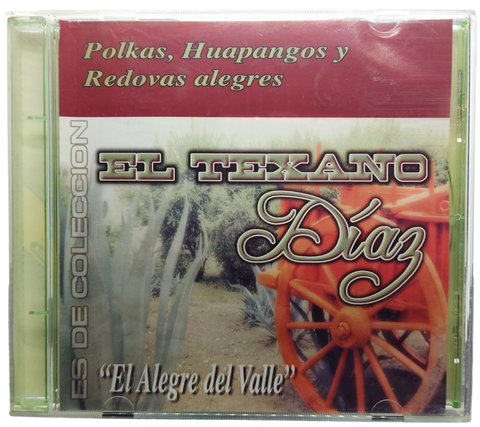 Polkas, Huapangos y
Redovas alegres
EL TEXANO
Díaz
ES DE COLECCION
"El Alegre del Valle"